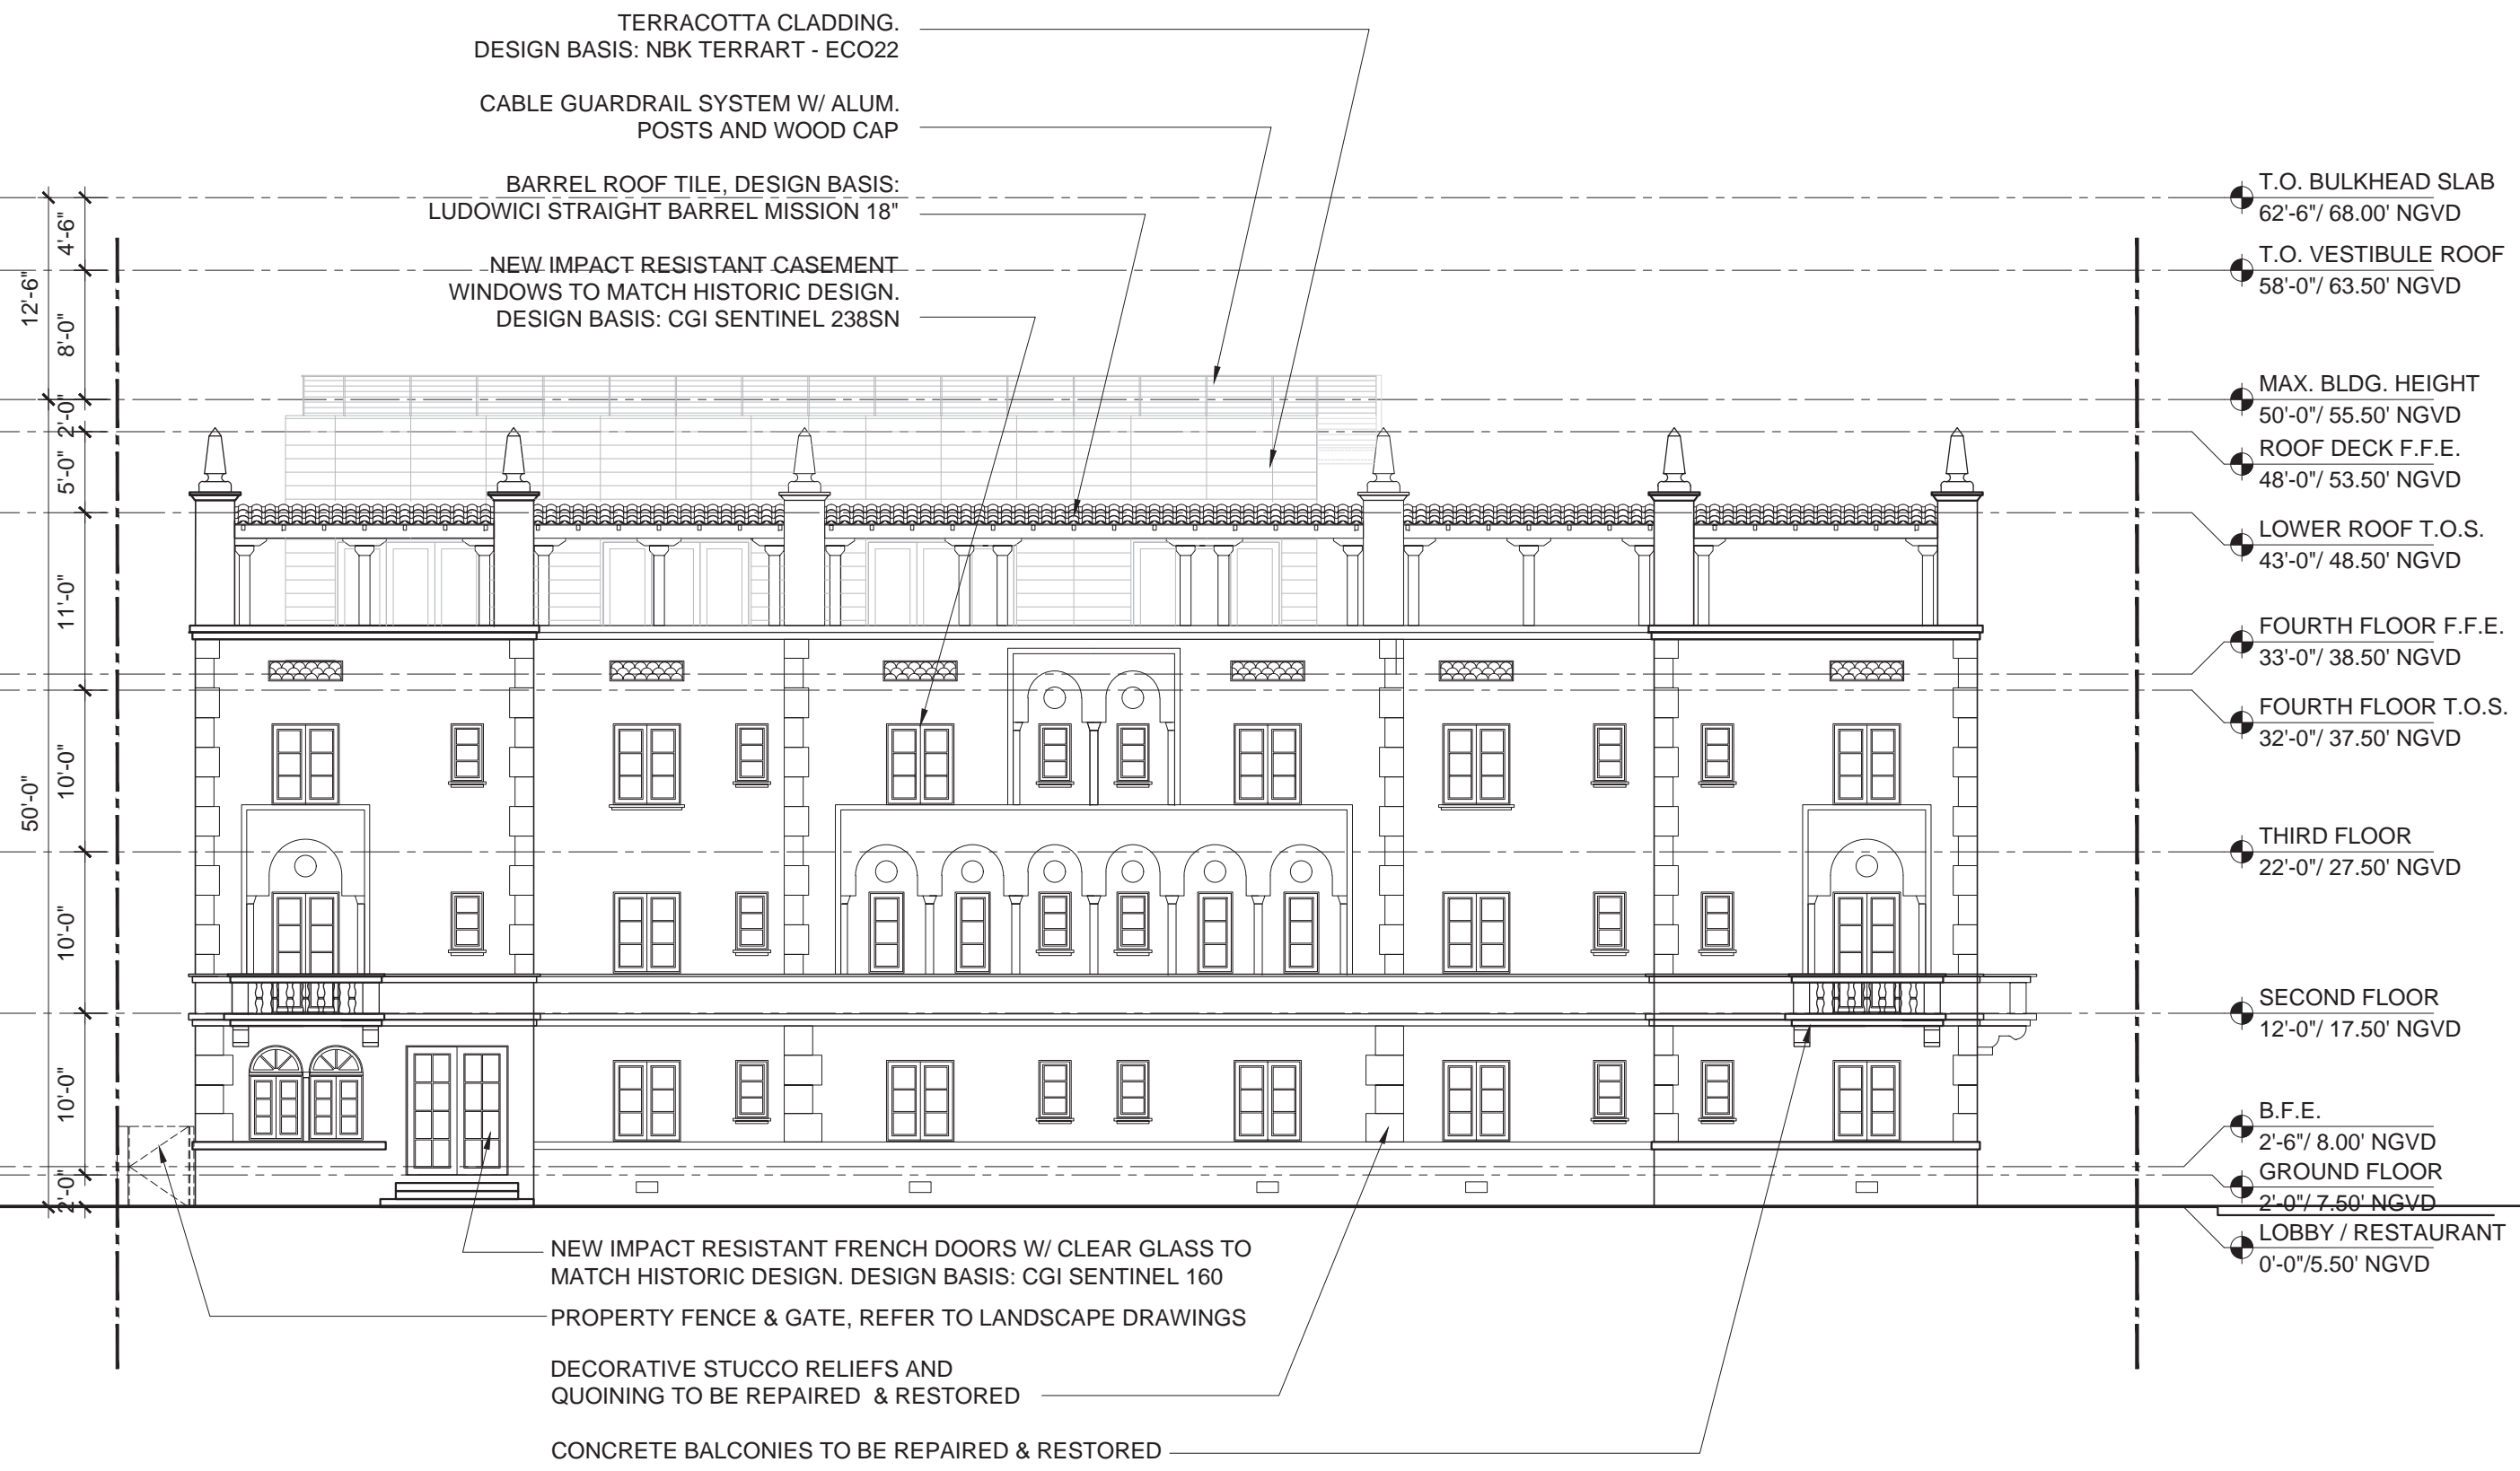 TERRACOTTA CLADDING.
DESIGN BASIS: NBK TERRART - ECO22
CABLE GUARDRAIL SYSTEM W/ ALUM.
POSTS AND WOOD CAP
BARREL ROOF TILE, DESIGN BASIS:
LUDOWICI STRAIGHT BARREL MISSION 18"
NEW IMPACT RESISTANT CASEMENT
WINDOWS TO MATCH HISTORIC DESIGN.
DESIGN BASIS: CGI SENTINEL 238SN
12'-6"
50'-0"
4'-6"
8'-0"
2'-0"
5'-0"
11'-0"
10'-0"
10'-0"
10'-0"
2'-0"
T.O. BULKHEAD SLAB
62'-6"/ 68.00' NGVD
T.O. VESTIBULE ROOF
58'-0"/ 63.50' NGVD
MAX. BLDG. HEIGHT
50'-0"/ 55.50' NGVD
ROOF DECK F.F.E.
48'-0"/ 53.50' NGVD
LOWER ROOF T.O.S.
43'-0"/ 48.50' NGVD
FOURTH FLOOR F.F.E.
33'-0"/ 38.50' NGVD
FOURTH FLOOR T.O.S.
32'-0"/ 37.50' NGVD
THIRD FLOOR
22'-0"/ 27.50' NGVD
SECOND FLOOR
12'-0"/ 17.50' NGVD
B.F.E.
2'-6"/ 8.00' NGVD
GROUND FLOOR
2'-0"/ 7.50' NGVD
LOBBY / RESTAURANT
0'-0"/5.50' NGVD
NEW IMPACT RESISTANT FRENCH DOORS W/ CLEAR GLASS TO
MATCH HISTORIC DESIGN. DESIGN BASIS: CGI SENTINEL 160
PROPERTY FENCE & GATE, REFER TO LANDSCAPE DRAWINGS
DECORATIVE STUCCO RELIEFS AND
QUOINING TO BE REPAIRED & RESTORED
CONCRETE BALCONIES TO BE REPAIRED & RESTORED